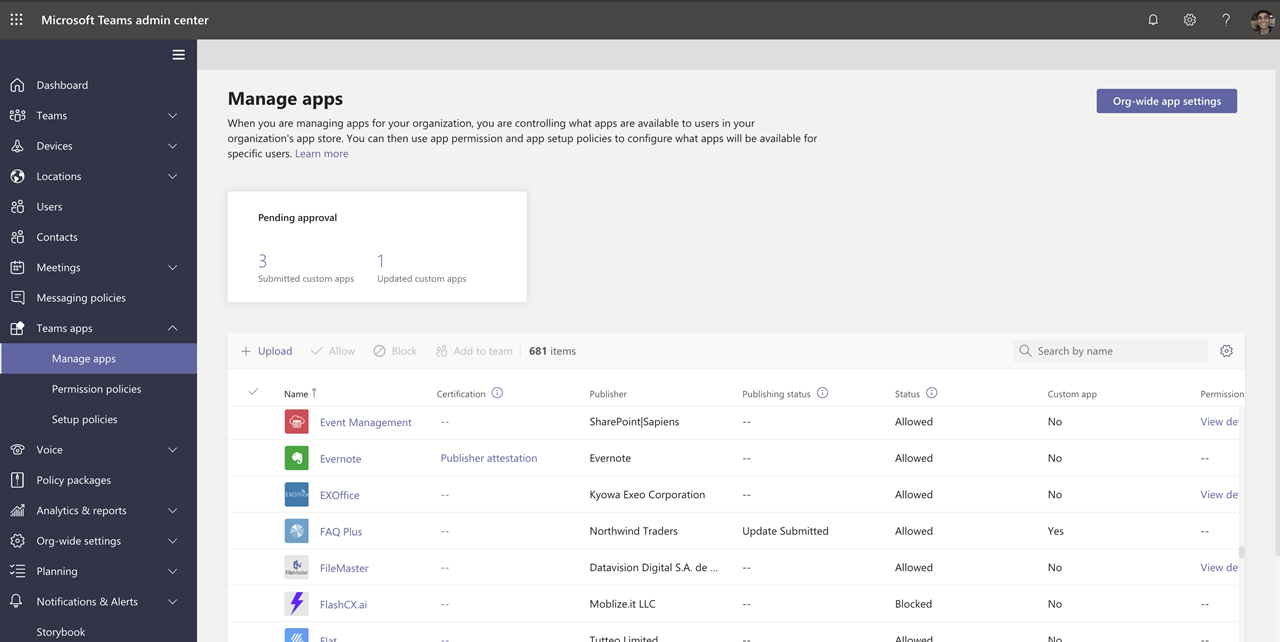 Microsoft Teams admin center
Dashboard
Teams
Devices
Locations
Users
Contacts
Meetings
Messaging policies
Teams apps
Manage apps
Permission policies
Setup policies
Voice
Policy packages
Analytics & reports
Org-wide settings
Planning
Notifications & Alerts
Storybook
Manage apps
Org-wide app settings
When you are managing apps for your organization, you are controlling what apps are available to users in your
organization's app store. You can then use app permission and app setup policies to configure what apps will be available for
specific users. Learn more
Pending approval
3 1
Submitted custom apps Updated custom apps
Upload Allow Block Add to team | 681 items Search by name
Name ↑ Certification Publisher Publishing status Status Custom app Permission
Event Management -- SharePoint|Sapiens -- Allowed No View de
Evernote Publisher attestation Evernote -- Allowed No --
EXOffice -- Kyowa Exeo Corporation -- Allowed No View de
FAQ Plus -- Northwind Traders Update Submitted Allowed Yes --
FileMaster -- Datavision Digital S.A. de ... -- Allowed No View de
FlashCX.ai -- Moblize.it LLC -- Blocked No --
Flat -- Tutteo Limited -- Allowed No --